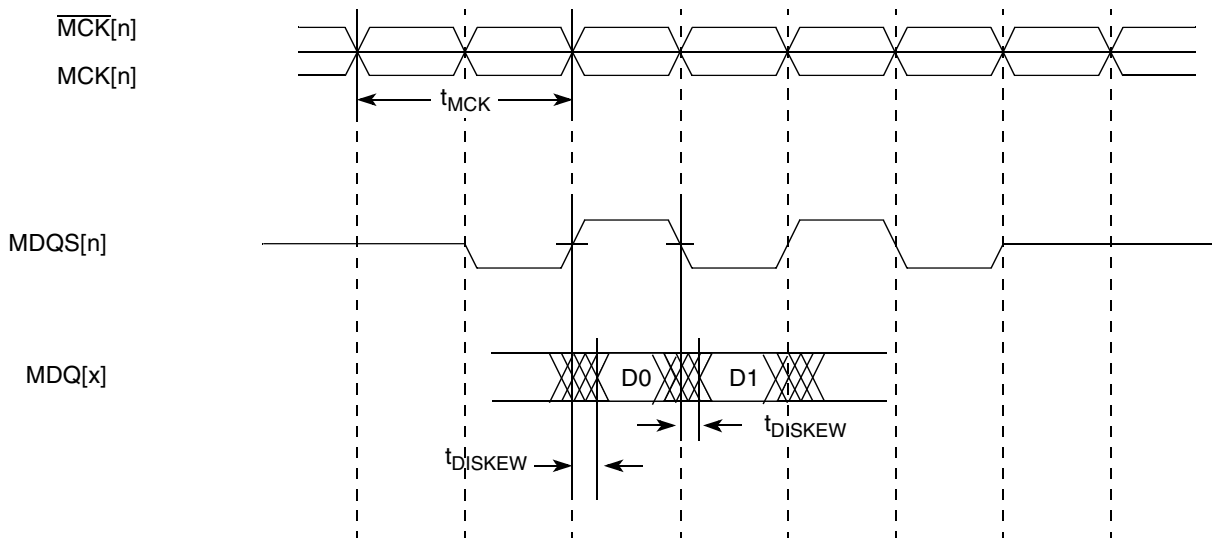 MCK[n]
MCK[n]
tMCK
MDQS[n]
MDQ[x]
D0
D1
tDISKEW
tDISKEW